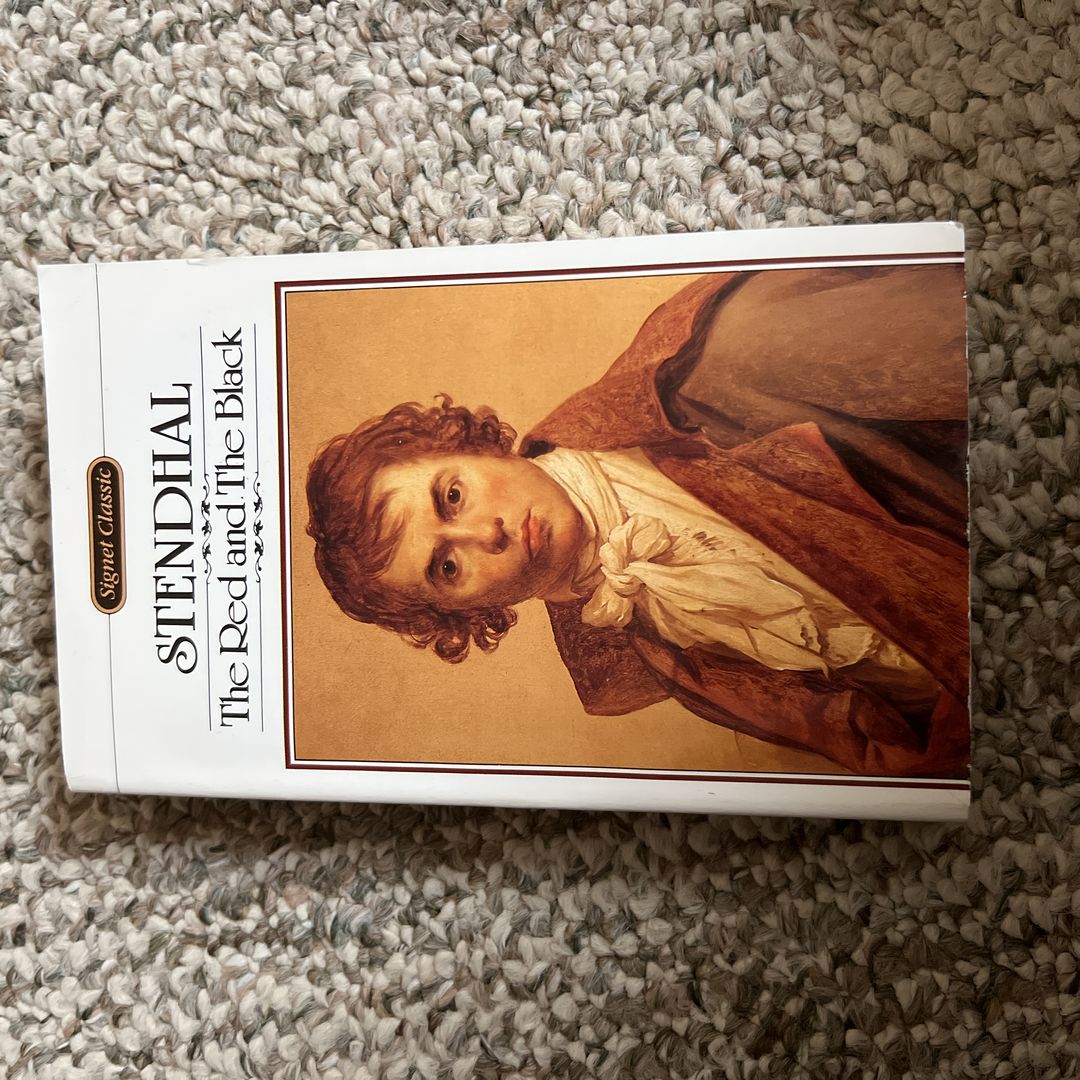 Signet Classic
STENDHAL
The Red and The Black